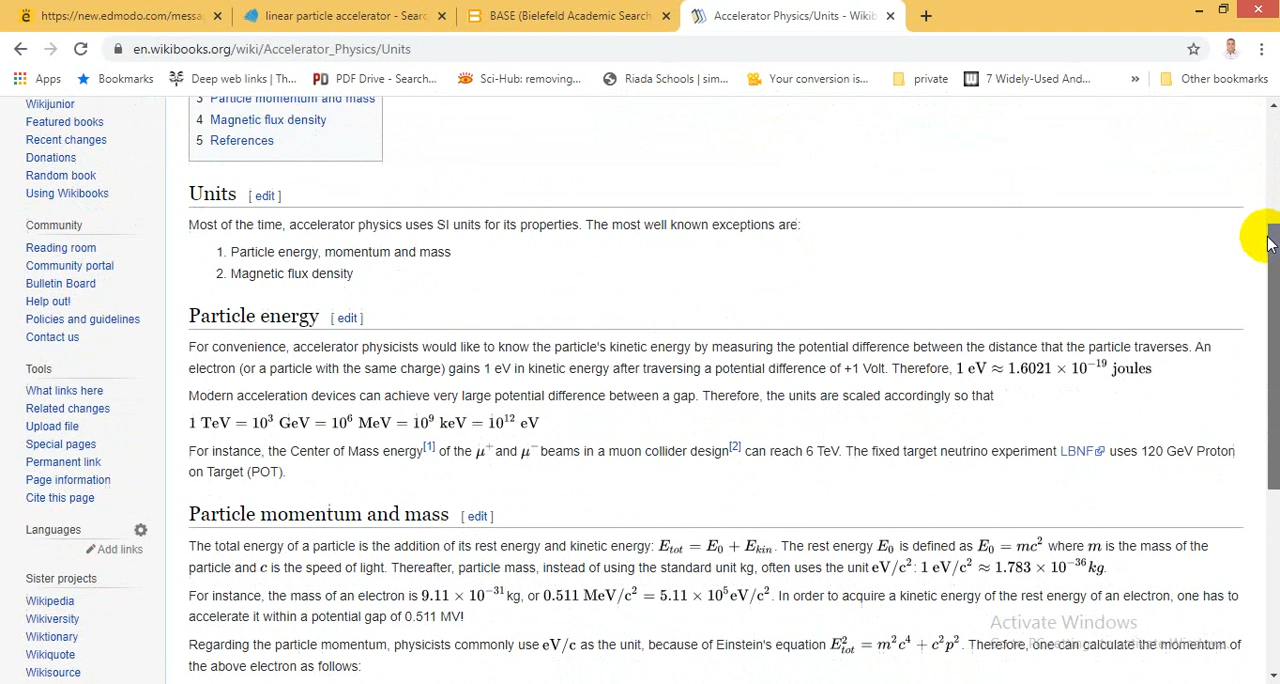 https://new.edmodo.com/messa
linear particle accelerator - Searc
BASE (Bielefeld Academic Search
Accelerator Physics/Units - Wikib
en.wikibooks.org/wiki/Accelerator_Physics/Units
Apps
Bookmarks
Deep web links | Th...
PDF Drive - Search...
Sci-Hub: removing...
Riada Schools | sim...
Your conversion is...
private
7 Widely-Used And...
»
Other bookmarks
Wikijunior
Featured books
Recent changes
Donations
Random book
Using Wikibooks
Community
Reading room
Community portal
Bulletin Board
Help out!
Policies and guidelines
Contact us
Tools
What links here
Related changes
Upload file
Special pages
Permanent link
Page information
Cite this page
Languages
Add links
Sister projects
Wikipedia
Wikiversity
Wiktionary
Wikiquote
Wikisource
3 Particle momentum and mass
4 Magnetic flux density
5 References
Units [ edit ]
Most of the time, accelerator physics uses SI units for its properties. The most well known exceptions are:
1. Particle energy, momentum and mass
2. Magnetic flux density
Particle energy [ edit ]
For convenience, accelerator physicists would like to know the particle's kinetic energy by measuring the potential difference between the distance that the particle traverses. An
electron (or a particle with the same charge) gains 1 eV in kinetic energy after traversing a potential difference of +1 Volt. Therefore, 1 eV ≈ 1.6021 × 10⁻¹⁹ joules
Modern acceleration devices can achieve very large potential difference between a gap. Therefore, the units are scaled accordingly so that
1 TeV = 10³ GeV = 10⁶ MeV = 10⁹ keV = 10¹² eV
For instance, the Center of Mass energy[1] of the μ⁺ and μ⁻ beams in a muon collider design[2] can reach 6 TeV. The fixed target neutrino experiment LBNF uses 120 GeV Proton
on Target (POT).
Particle momentum and mass [ edit ]
The total energy of a particle is the addition of its rest energy and kinetic energy: E_tot = E₀ + E_kin. The rest energy E₀ is defined as E₀ = mc² where m is the mass of the
particle and c is the speed of light. Thereafter, particle mass, instead of using the standard unit kg, often uses the unit eV/c²: 1 eV/c² ≈ 1.783 × 10⁻³⁶ kg.
For instance, the mass of an electron is 9.11 × 10⁻³¹ kg, or 0.511 MeV/c² = 5.11 × 10⁵ eV/c². In order to acquire a kinetic energy of the rest energy of an electron, one has to
accelerate it within a potential gap of 0.511 MV!
Activate Windows
Regarding the particle momentum, physicists commonly use eV/c as the unit, because of Einstein's equation E²_tot = m²c⁴ + c²p². Therefore, one can calculate the momentum of
the above electron as follows: